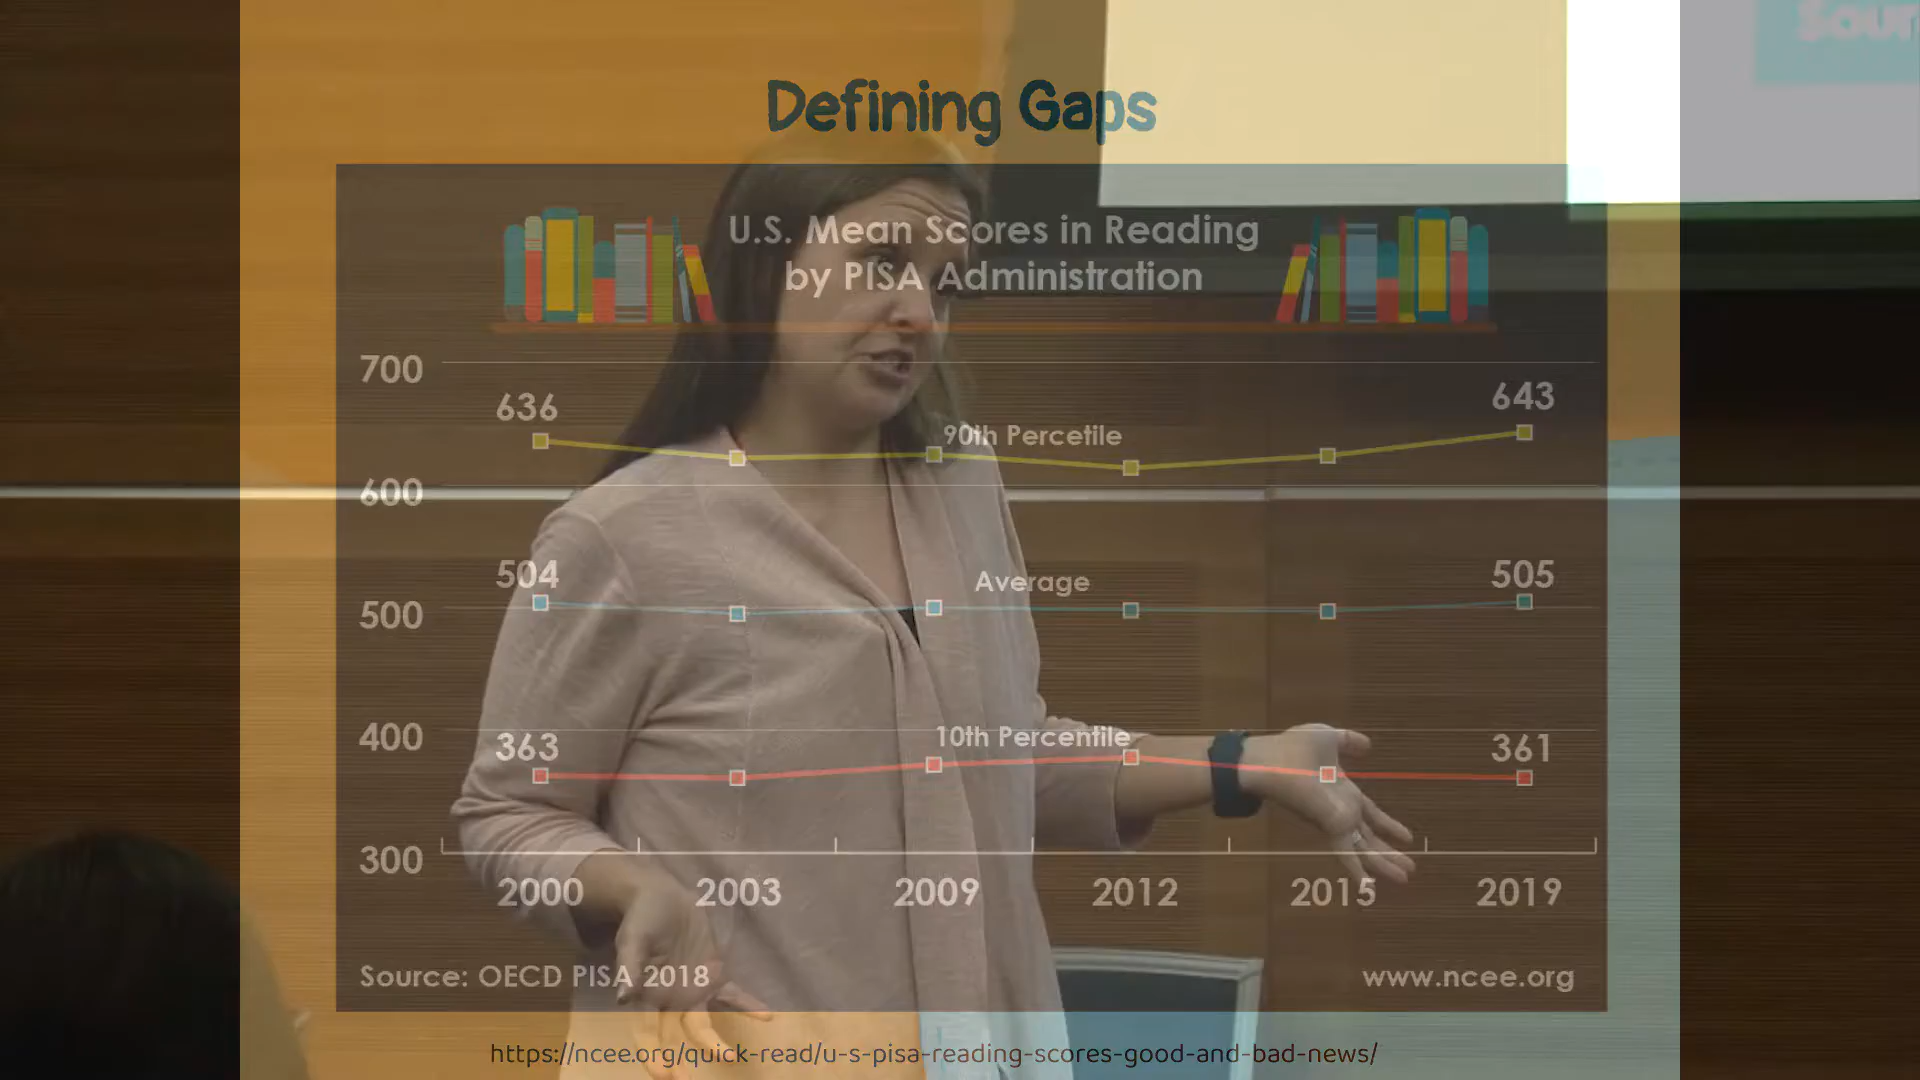 Defining Gaps
U.S. Mean Scores in Reading
by PISA Administration
700
636
643
90th Percetile
600
504
505
Average
500
400
363
361
10th Percentile
300
2000 2003 2009 2012 2015 2019
Source: OECD PISA 2018
www.ncee.org
https://ncee.org/quick-read/u-s-pisa-reading-scores-good-and-bad-news/